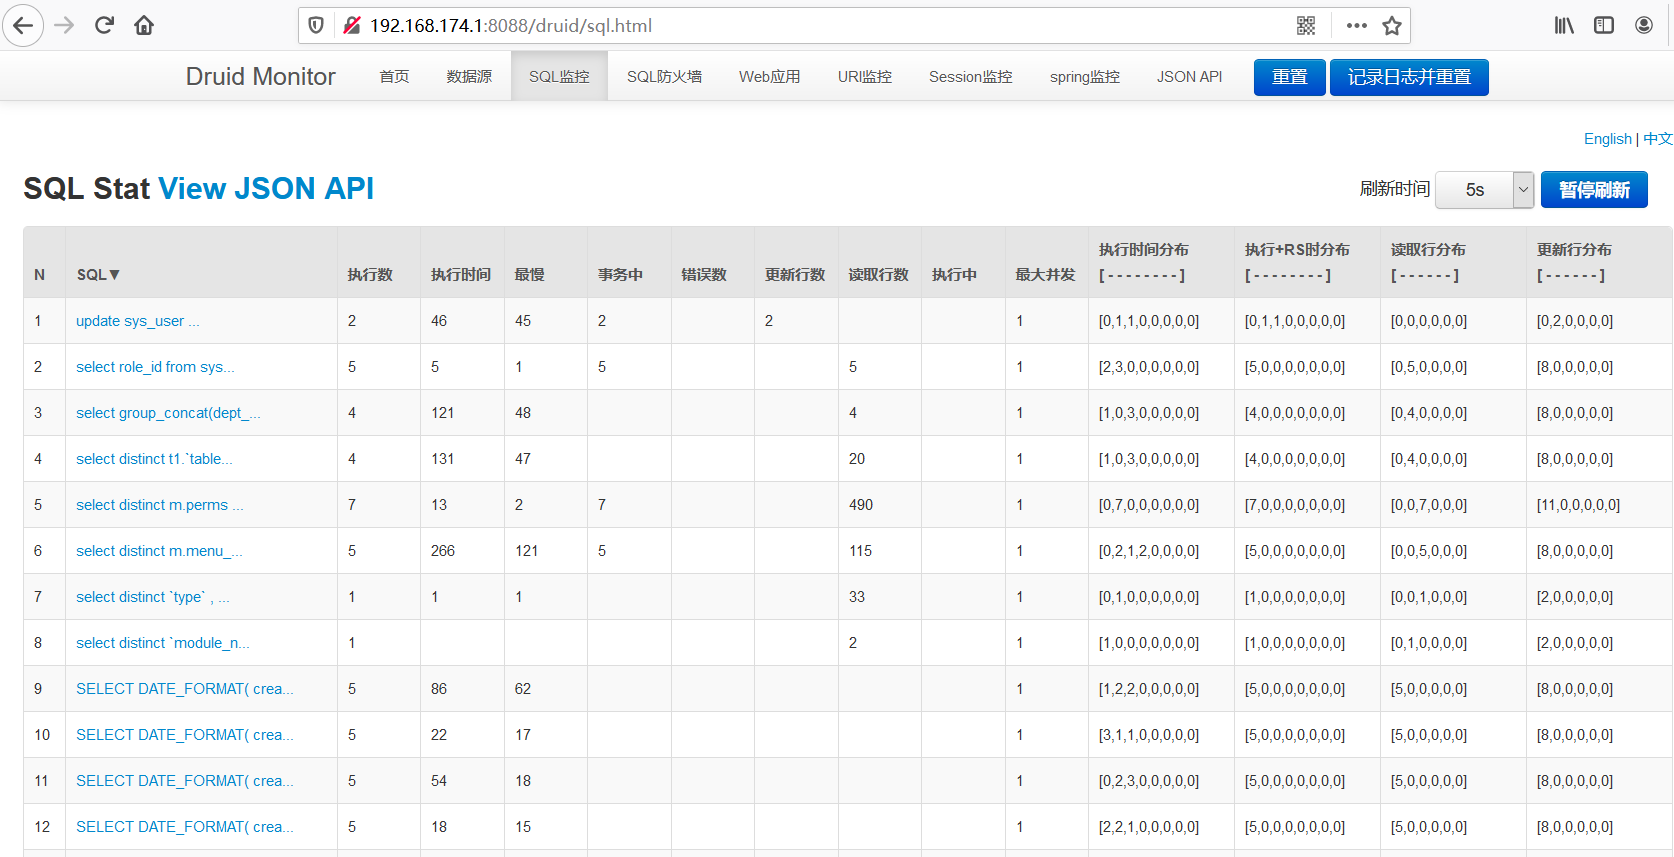 192.168.174.1:8088/druid/sql.html
Druid Monitor 首页 数据源 SQL监控 SQL防火墙 Web应用 URI监控 Session监控 spring监控 JSON API 重置 记录日志并重置
English | 中文
SQL Stat View JSON API 刷新时间 5s 暂停刷新
N SQL▼ 执行数 执行时间 最慢 事务中 错误数 更新行数 读取行数 执行中 最大并发 执行时间分布 [ - - - - - - - - ] 执行+RS时分布 [ - - - - - - - - ] 读取行分布 [ - - - - - - ] 更新行分布 [ - - - - - - ]
1 update sys_user ... 2 46 45 2 2 1 [0,1,1,0,0,0,0,0] [0,1,1,0,0,0,0,0] [0,0,0,0,0,0] [0,2,0,0,0,0]
2 select role_id from sys... 5 5 1 5 5 1 [2,3,0,0,0,0,0,0] [5,0,0,0,0,0,0,0] [0,5,0,0,0,0] [8,0,0,0,0,0]
3 select group_concat(dept_... 4 121 48 4 1 [1,0,3,0,0,0,0,0] [4,0,0,0,0,0,0,0] [0,4,0,0,0,0] [8,0,0,0,0,0]
4 select distinct t1.`table... 4 131 47 20 1 [1,0,3,0,0,0,0,0] [4,0,0,0,0,0,0,0] [0,4,0,0,0,0] [8,0,0,0,0,0]
5 select distinct m.perms ... 7 13 2 7 490 1 [0,7,0,0,0,0,0,0] [7,0,0,0,0,0,0,0] [0,0,7,0,0,0] [11,0,0,0,0,0]
6 select distinct m.menu_... 5 266 121 5 115 1 [0,2,1,2,0,0,0,0] [5,0,0,0,0,0,0,0] [0,0,5,0,0,0] [8,0,0,0,0,0]
7 select distinct `type` , ... 1 1 1 33 1 [0,1,0,0,0,0,0,0] [1,0,0,0,0,0,0,0] [0,0,1,0,0,0] [2,0,0,0,0,0]
8 select distinct `module_n... 1 2 1 [1,0,0,0,0,0,0,0] [1,0,0,0,0,0,0,0] [0,1,0,0,0,0] [2,0,0,0,0,0]
9 SELECT DATE_FORMAT( crea... 5 86 62 1 [1,2,2,0,0,0,0,0] [5,0,0,0,0,0,0,0] [5,0,0,0,0,0] [8,0,0,0,0,0]
10 SELECT DATE_FORMAT( crea... 5 22 17 1 [3,1,1,0,0,0,0,0] [5,0,0,0,0,0,0,0] [5,0,0,0,0,0] [8,0,0,0,0,0]
11 SELECT DATE_FORMAT( crea... 5 54 18 1 [0,2,3,0,0,0,0,0] [5,0,0,0,0,0,0,0] [5,0,0,0,0,0] [8,0,0,0,0,0]
12 SELECT DATE_FORMAT( crea... 5 18 15 1 [2,2,1,0,0,0,0,0] [5,0,0,0,0,0,0,0] [5,0,0,0,0,0] [8,0,0,0,0,0]